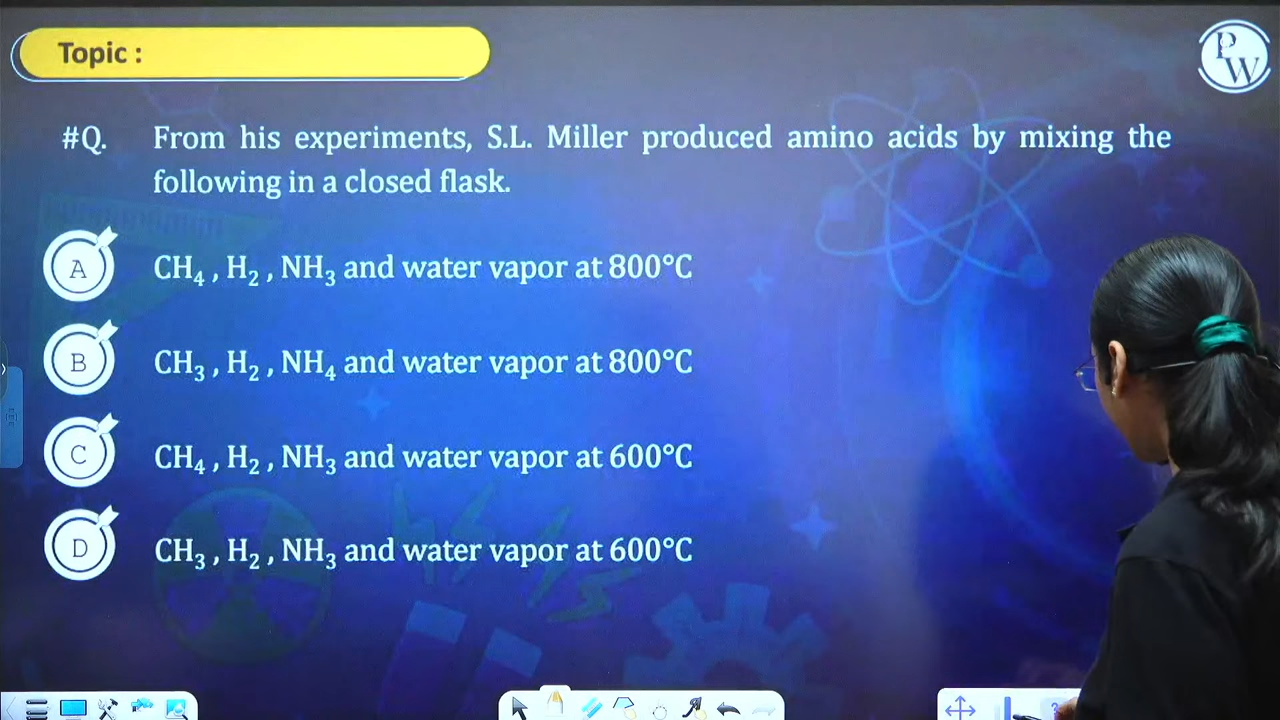 Topic :
PW
#Q. From his experiments, S.L. Miller produced amino acids by mixing the
following in a closed flask.
A CH₄ , H₂ , NH₃ and water vapor at 800°C
B CH₃ , H₂ , NH₄ and water vapor at 800°C
C CH₄ , H₂ , NH₃ and water vapor at 600°C
D CH₃ , H₂ , NH₃ and water vapor at 600°C